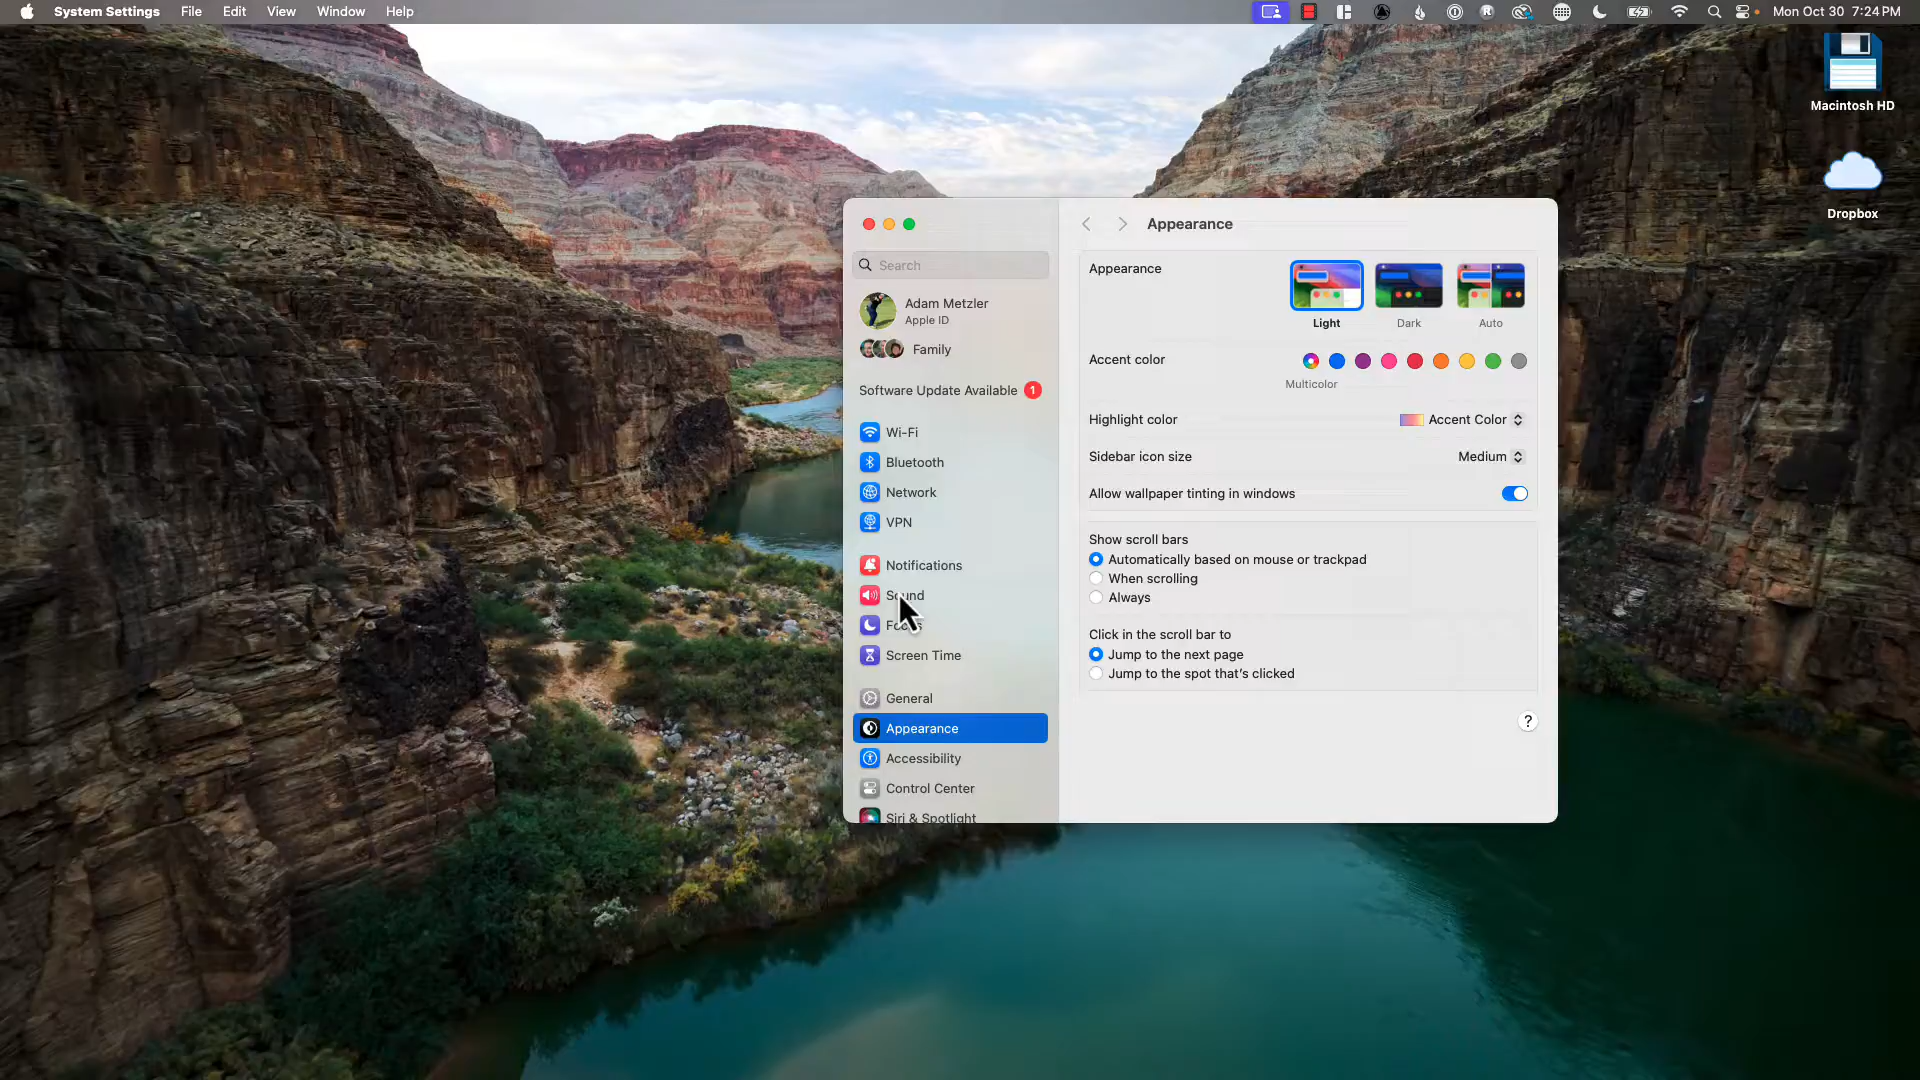 System Settings File Edit View Window Help Mon Oct 30 7:24 PM
Macintosh HD
Dropbox
Search
Adam Metzler
Apple ID
Family
Software Update Available 1
Wi-Fi
Bluetooth
Network
VPN
Notifications
Sound
Focus
Screen Time
General
Appearance
Accessibility
Control Center
Siri & Spotlight
Appearance
Appearance
Light Dark Auto
Accent color
Multicolor
Highlight color Accent Color
Sidebar icon size Medium
Allow wallpaper tinting in windows
Show scroll bars
Automatically based on mouse or trackpad
When scrolling
Always
Click in the scroll bar to
Jump to the next page
Jump to the spot that's clicked
?